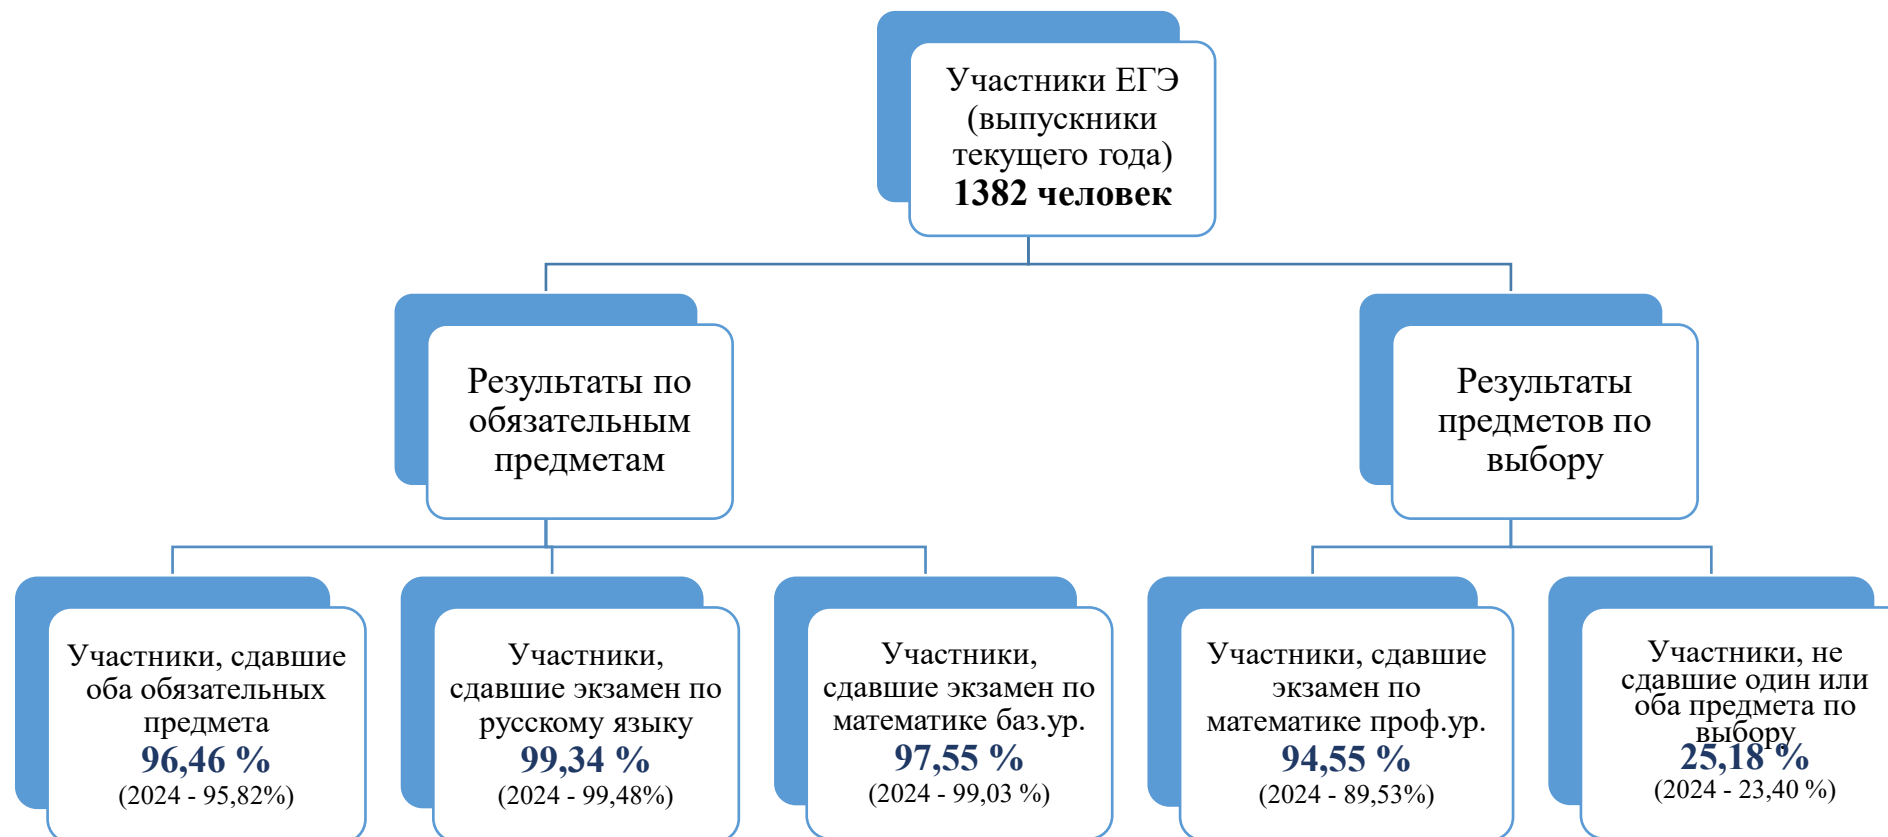 Участники ЕГЭ
(выпускники
текущего года)
1382 человек
Результаты по
обязательным
предметам
Результаты
предметов по
выбору
Участники, сдавшие
оба обязательных
предмета
96,46 %
(2024 - 95,82%)
Участники,
сдавшие экзамен по
русскому языку
99,34 %
(2024 - 99,48%)
Участники,
сдавшие экзамен по
математике баз.ур.
97,55 %
(2024 - 99,03 %)
Участники, сдавшие
экзамен по
математике проф.ур.
94,55 %
(2024 - 89,53%)
Участники, не
сдавшие один или
оба предмета по
выбору
25,18 %
(2024 - 23,40 %)